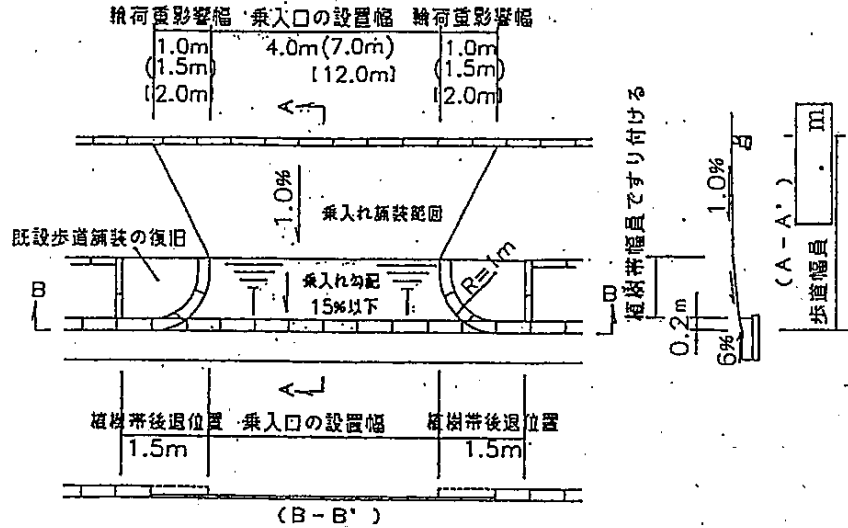 輪荷重影響幅 乗入口の設置幅 輪荷重影響幅
1.0m 4.0m(7.0m) 1.0m
(1.5m) [12.0m] (1.5m)
[2.0m] [2.0m]
A
1.0%
乗入れ舗装範囲
既設歩道舗装の復旧
乗入れ勾配
15%以下
R=1m
B
B
A
植樹帯後退位置 乗入口の設置幅 植樹帯後退位置
1.5m 1.5m
(B-B')
植樹帯幅員ですり付ける
0.2m
1.0%
6%
(A-A')
歩道幅員 . m